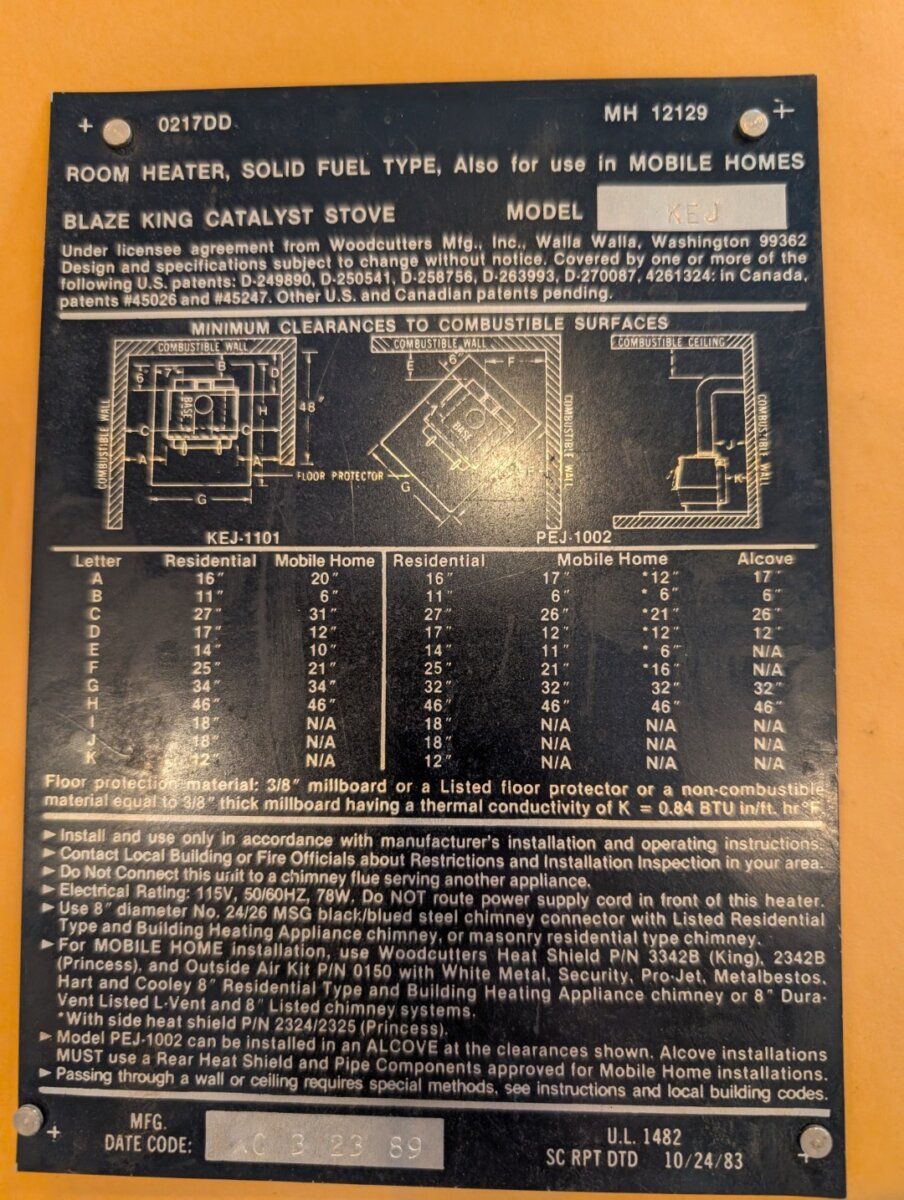 0217DD MH 12129
ROOM HEATER, SOLID FUEL TYPE, Also for use in MOBILE HOMES
BLAZE KING CATALYST STOVE MODEL KEJ
Under licensee agreement from Woodcutters Mfg., Inc., Walla Walla, Washington 99362
Design and specifications subject to change without notice. Covered by one or more of the
following U.S. patents: D-249890, D-250541, D-258756, D-263993, D-270087, 4261324: in Canada,
patents #45026 and #45247. Other U.S. and Canadian patents pending.
MINIMUM CLEARANCES TO COMBUSTIBLE SURFACES
COMBUSTIBLE WALL COMBUSTIBLE WALL COMBUSTIBLE CEILING
B D 6" 7" H 48" BASE C C A A G COMBUSTIBLE WALL
E 6" F BASE G COMBUSTIBLE WALL
J K COMBUSTIBLE WALL
FLOOR PROTECTOR
KEJ-1101 PEJ-1002
Letter Residential Mobile Home Residential Mobile Home Alcove
A 16" 20" 16" 17" *12" 17"
B 11" 6" 11" 6" * 6" 6"
C 27" 31" 27" 26" *21" 26"
D 17" 12" 17" 12" *12" 12"
E 14" 10" 14" 11" * 6" N/A
F 25" 21" 25" 21" *16" N/A
G 34" 34" 32" 32" 32" 32"
H 46" 46" 46" 46" 46" 46"
I 18" N/A 18" N/A N/A N/A
J 18" N/A 18" N/A N/A N/A
K 12" N/A 12" N/A N/A N/A
Floor protection material: 3/8" millboard or a Listed floor protector or a non-combustible
material equal to 3/8" thick millboard having a thermal conductivity of K = 0.84 BTU in/ft. hr°F
► Install and use only in accordance with manufacturer's installation and operating instructions.
► Contact Local Building or Fire Officials about Restrictions and Installation Inspection in your area.
► Do Not Connect this unit to a chimney flue serving another appliance.
► Electrical Rating: 115V, 50/60HZ, 78W. Do NOT route power supply cord in front of this heater.
► Use 8" diameter No. 24/26 MSG black/blued steel chimney connector with Listed Residential
Type and Building Heating Appliance chimney, or masonry residential type chimney.
► For MOBILE HOME installation, use Woodcutters Heat Shield P/N 3342B (King), 2342B
(Princess), and Outside Air Kit P/N 0150 with White Metal, Security, Pro-Jet, Metalbestos,
Hart and Cooley 8" Residential Type and Building Heating Appliance chimney or 8" Dura-
Vent Listed L-Vent and 8" Listed chimney systems.
*With side heat shield P/N 2324/2325 (Princess).
► Model PEJ-1002 can be installed in an ALCOVE at the clearances shown. Alcove installations
MUST use a Rear Heat Shield and Pipe Components approved for Mobile Home installations.
► Passing through a wall or ceiling requires special methods, see instructions and local building codes.
MFG.
DATE CODE: 3 23 89
U.L. 1482
SC RPT DTD 10/24/83